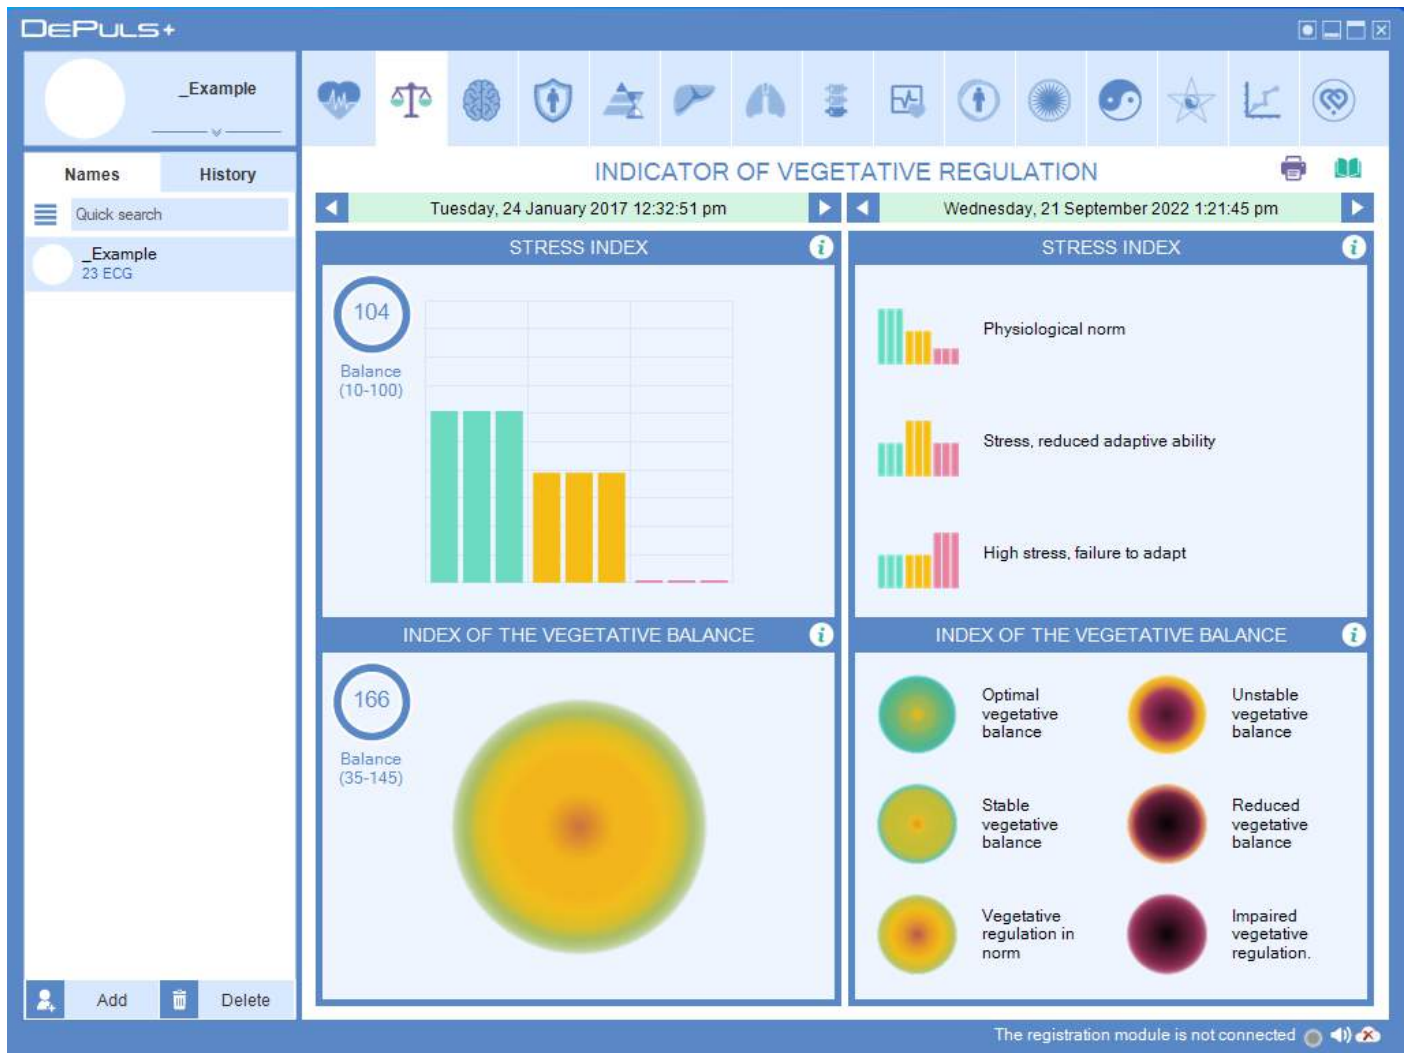 DEPULS+
_Example
Names
History
Quick search
_Example
23 ECG
Add
Delete
INDICATOR OF VEGETATIVE REGULATION
Tuesday, 24 January 2017 12:32:51 pm
Wednesday, 21 September 2022 1:21:45 pm
STRESS INDEX
104
Balance
(10-100)
STRESS INDEX
Physiological norm
Stress, reduced adaptive ability
High stress, failure to adapt
INDEX OF THE VEGETATIVE BALANCE
166
Balance
(35-145)
INDEX OF THE VEGETATIVE BALANCE
Optimal
vegetative
balance
Unstable
vegetative
balance
Stable
vegetative
balance
Reduced
vegetative
balance
Vegetative
regulation in
norm
Impaired
vegetative
regulation.
The registration module is not connected